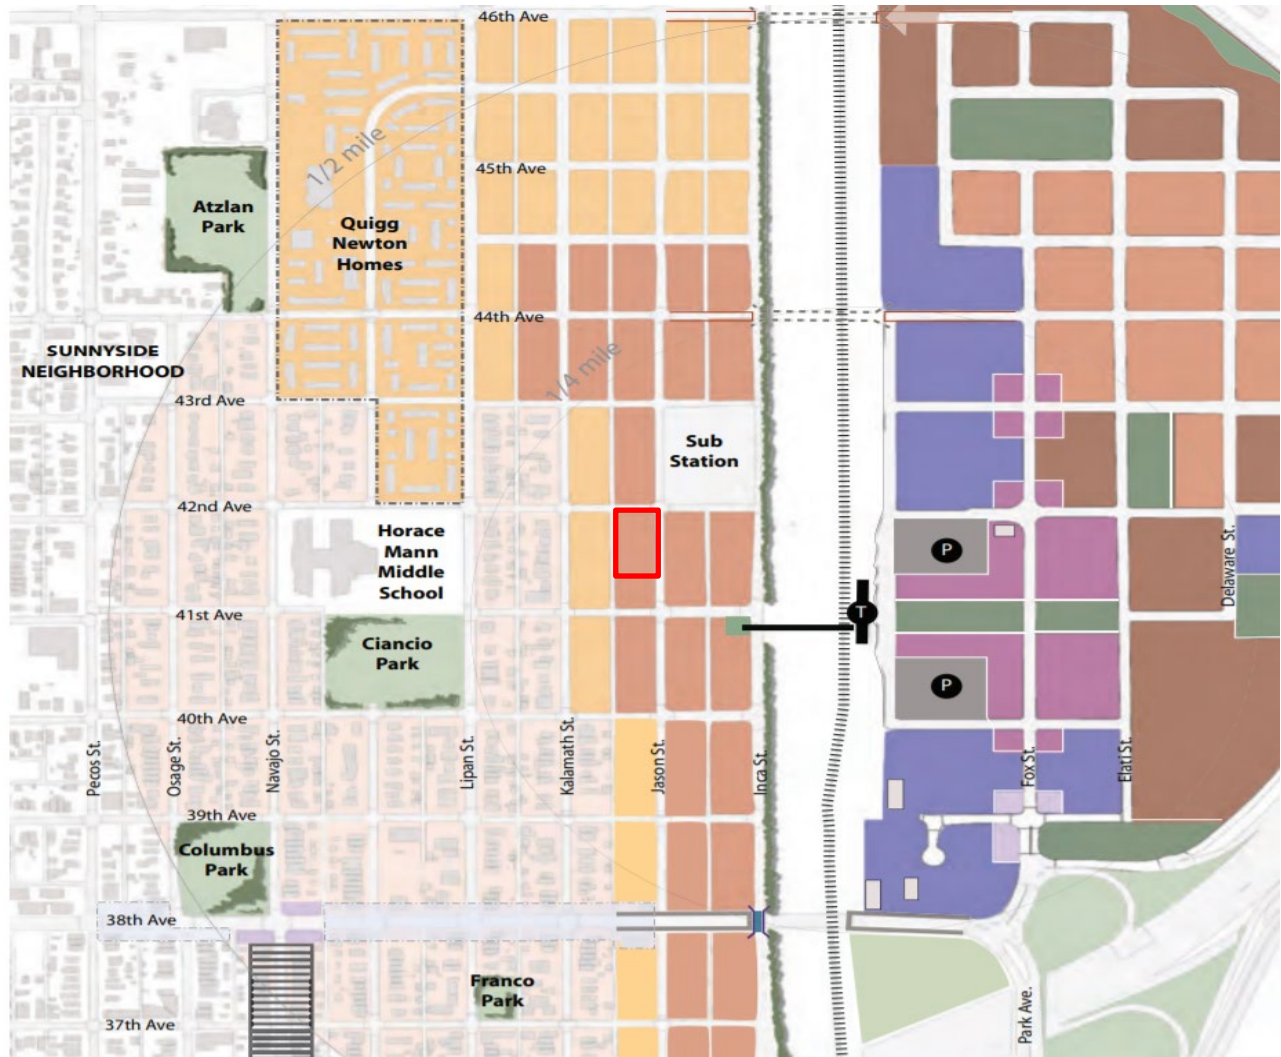 46th Ave
45th Ave
1/2 mile
Atzlan
Park
Quigg
Newton
Homes
44th Ave
SUNNYSIDE
NEIGHBORHOOD
1/4 mile
43rd Ave
Sub
Station
42nd Ave
Horace
Mann
Middle
School
P
Delaware St.
41st Ave
T
Ciancio
Park
P
40th Ave
Pecos St.
Osage St.
Navajo St.
Lipan St.
Kalamath St.
Jason St.
Inca St.
Fox St.
Elati St.
39th Ave
Columbus
Park
38th Ave
Franco
Park
37th Ave
Park Ave.